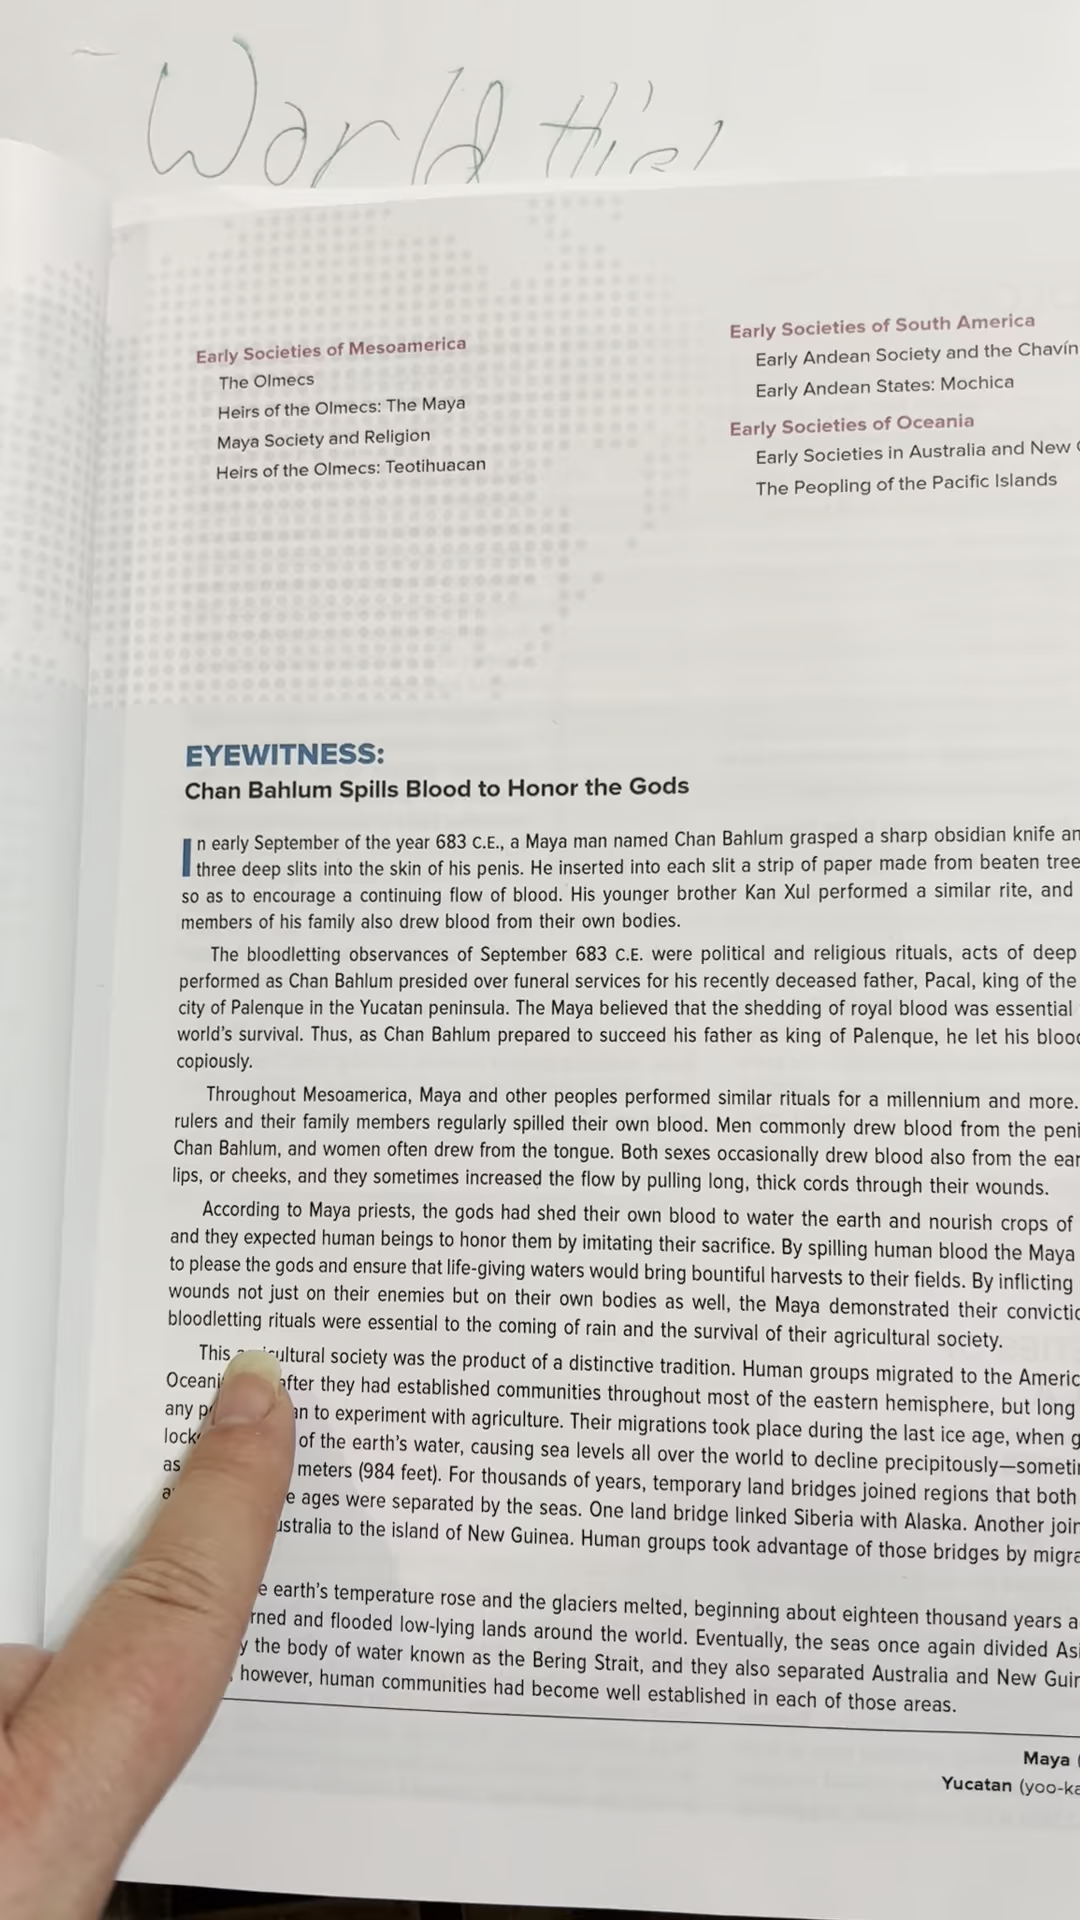 World Hist
Early Societies of Mesoamerica
The Olmecs
Heirs of the Olmecs: The Maya
Maya Society and Religion
Heirs of the Olmecs: Teotihuacan
Early Societies of South America
Early Andean Society and the Chavín
Early Andean States: Mochica
Early Societies of Oceania
Early Societies in Australia and New
The Peopling of the Pacific Islands
EYEWITNESS:
Chan Bahlum Spills Blood to Honor the Gods
In early September of the year 683 C.E., a Maya man named Chan Bahlum grasped a sharp obsidian knife
three deep slits into the skin of his penis. He inserted into each slit a strip of paper made from beaten tree
so as to encourage a continuing flow of blood. His younger brother Kan Xul performed a similar rite, and
members of his family also drew blood from their own bodies.
The bloodletting observances of September 683 C.E. were political and religious rituals, acts of deep
performed as Chan Bahlum presided over funeral services for his recently deceased father, Pacal, king of the
city of Palenque in the Yucatan peninsula. The Maya believed that the shedding of royal blood was essential
world's survival. Thus, as Chan Bahlum prepared to succeed his father as king of Palenque, he let his
copiously.
Throughout Mesoamerica, Maya and other peoples performed similar rituals for a millennium and more.
rulers and their family members regularly spilled their own blood. Men commonly drew blood from the
Chan Bahlum, and women often drew from the tongue. Both sexes occasionally drew blood also from the
lips, or cheeks, and they sometimes increased the flow by pulling long, thick cords through their wounds.
According to Maya priests, the gods had shed their own blood to water the earth and nourish crops of
and they expected human beings to honor them by imitating their sacrifice. By spilling human blood the Maya
to please the gods and ensure that life-giving waters would bring bountiful harvests to their fields. By inflicting
wounds not just on their enemies but on their own bodies as well, the Maya demonstrated their
bloodletting rituals were essential to the coming of rain and the survival of their agricultural society.
This society was the product of a distinctive tradition. Human groups migrated to the
after they had established communities throughout most of the eastern hemisphere, but long
any to experiment with agriculture. Their migrations took place during the last ice age, when
of the earth's water, causing sea levels all over the world to decline precipitously—
as meters (984 feet). For thousands of years, temporary land bridges joined regions that both
ages were separated by the seas. One land bridge linked Siberia with Alaska. Another
to the island of New Guinea. Human groups took advantage of those bridges by
earth's temperature rose and the glaciers melted, beginning about eighteen thousand years
and flooded low-lying lands around the world. Eventually, the seas once again divided
the body of water known as the Bering Strait, and they also separated Australia and New
however, human communities had become well established in each of those areas.
Maya (
Yucatan (yoo-